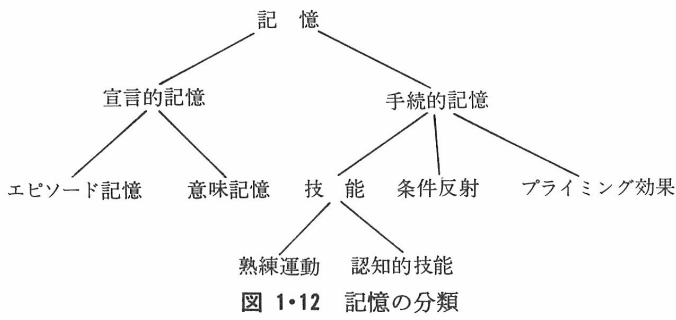 記 憶
宣言的記憶 手続的記憶
エピソード記憶 意味記憶 技 能 条件反射 プライミング効果
熟練運動 認知的技能
図 1・12 記憶の分類